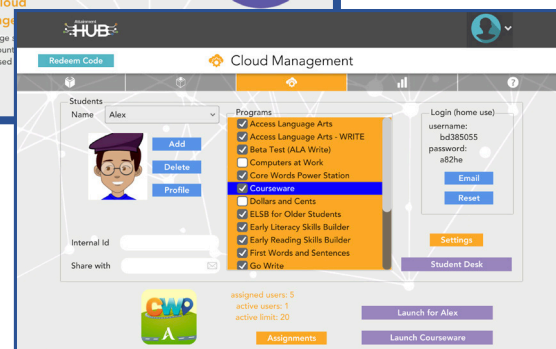 loud
Attainment
HUB
Redeem Code
Cloud Management
?
Students
Name Alex
Add
Delete
Profile
Internal Id
Share with
Programs
Access Language Arts
Access Language Arts - WRITE
Beta Test (ALA Write)
Computers at Work
Core Words Power Station
Courseware
Dollars and Cents
ELSB for Older Students
Early Literacy Skills Builder
Early Reading Skills Builder
First Words and Sentences
Go Write
Login (home use)
username:
bd385055
password:
a82he
Email
Reset
Settings
Student Desk
CWP
assigned users: 5
active users: 1
active limit: 20
Assignments
Launch for Alex
Launch Courseware